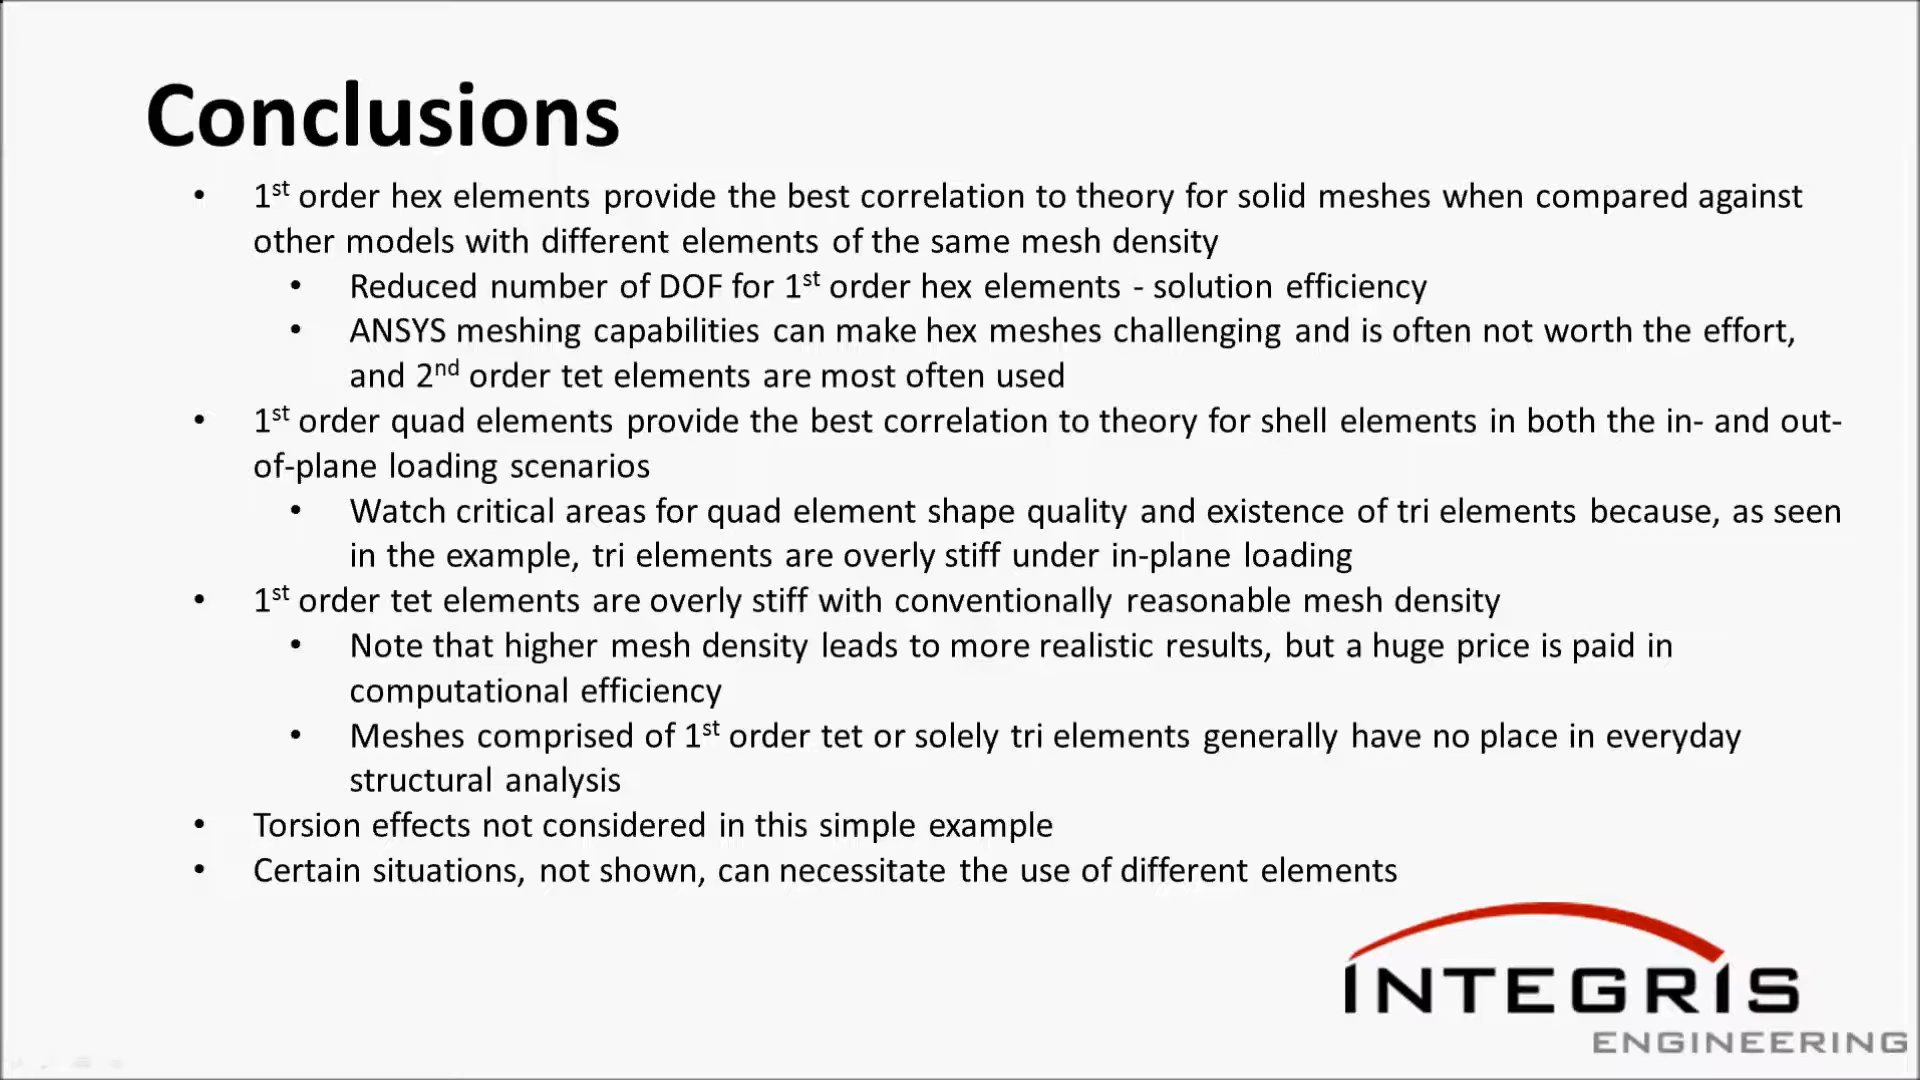 Conclusions
• 1st order hex elements provide the best correlation to theory for solid meshes when compared against
other models with different elements of the same mesh density
• Reduced number of DOF for 1st order hex elements - solution efficiency
• ANSYS meshing capabilities can make hex meshes challenging and is often not worth the effort,
and 2nd order tet elements are most often used
• 1st order quad elements provide the best correlation to theory for shell elements in both the in- and out-
of-plane loading scenarios
• Watch critical areas for quad element shape quality and existence of tri elements because, as seen
in the example, tri elements are overly stiff under in-plane loading
• 1st order tet elements are overly stiff with conventionally reasonable mesh density
• Note that higher mesh density leads to more realistic results, but a huge price is paid in
computational efficiency
• Meshes comprised of 1st order tet or solely tri elements generally have no place in everyday
structural analysis
• Torsion effects not considered in this simple example
• Certain situations, not shown, can necessitate the use of different elements
INTEGRIS
ENGINEERING